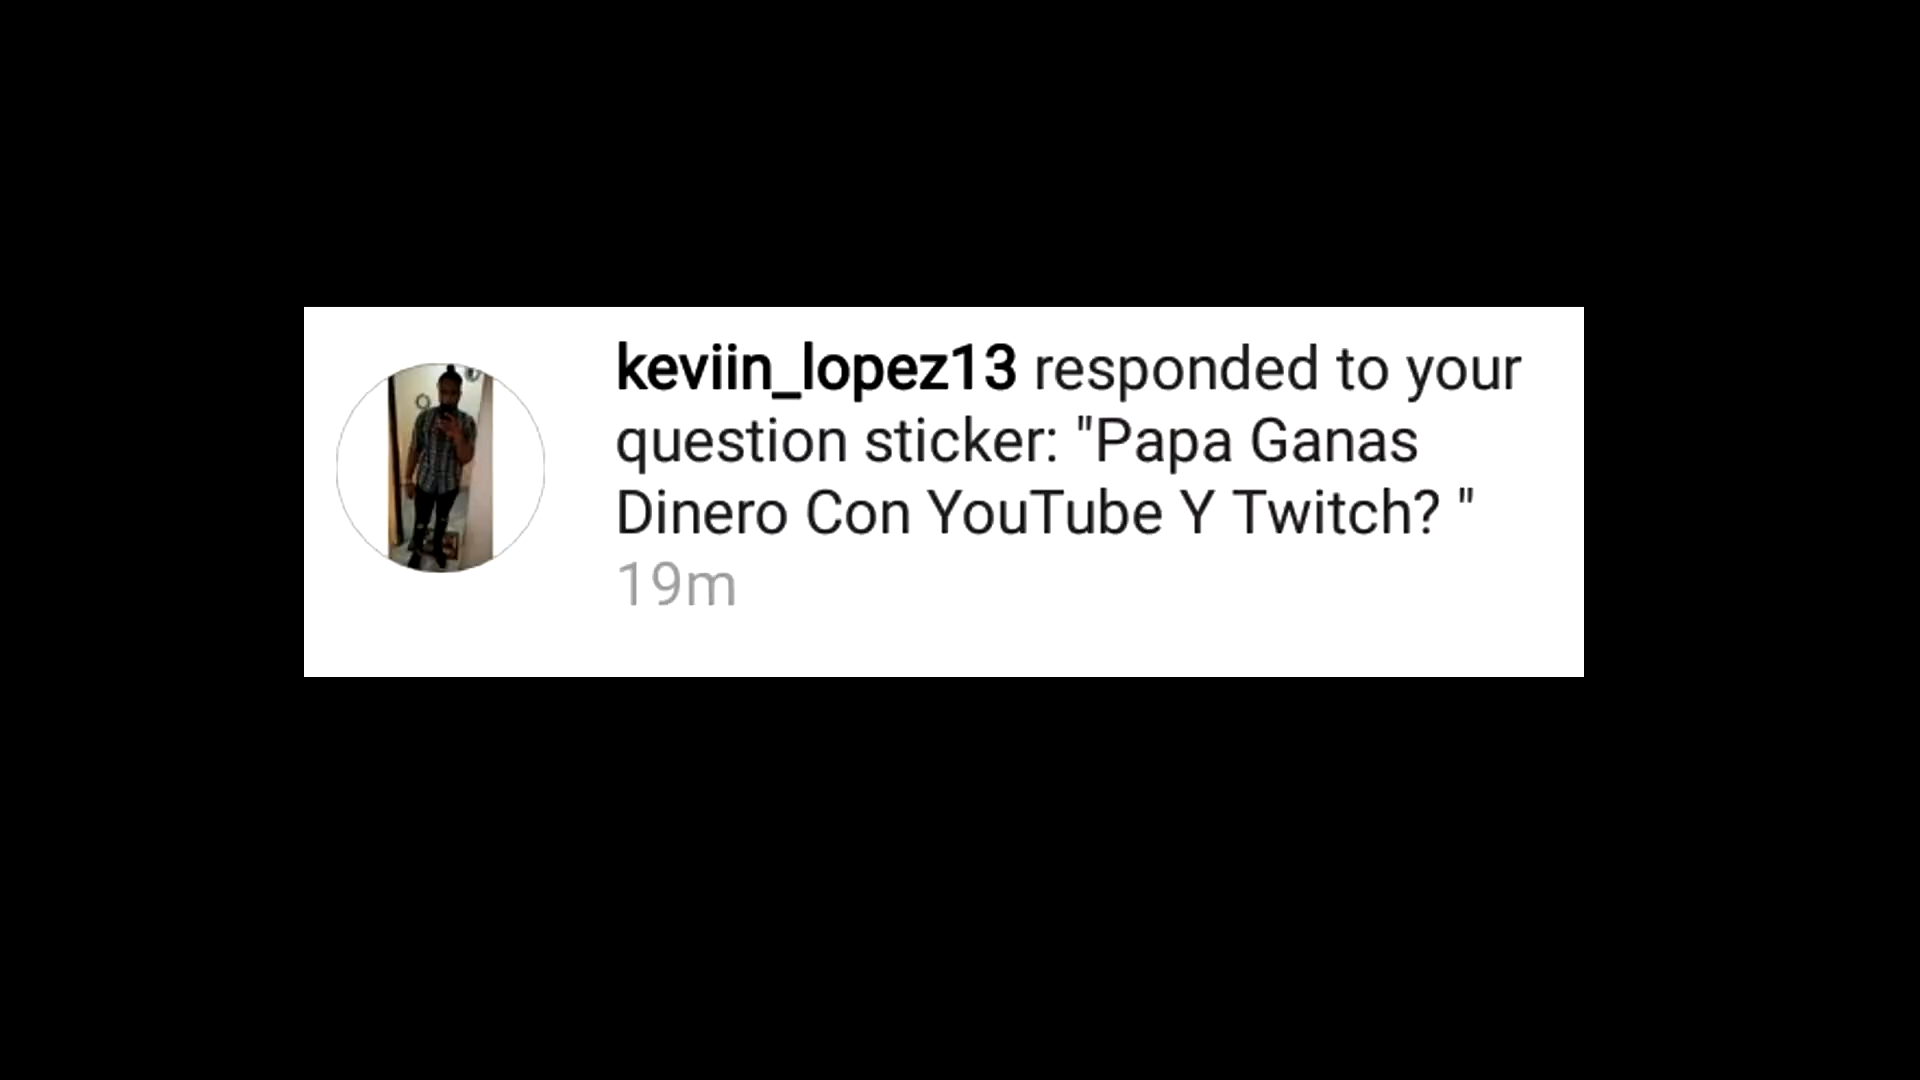 keviin_lopez13 responded to your
question sticker: "Papa Ganas
Dinero Con YouTube Y Twitch? "
19m